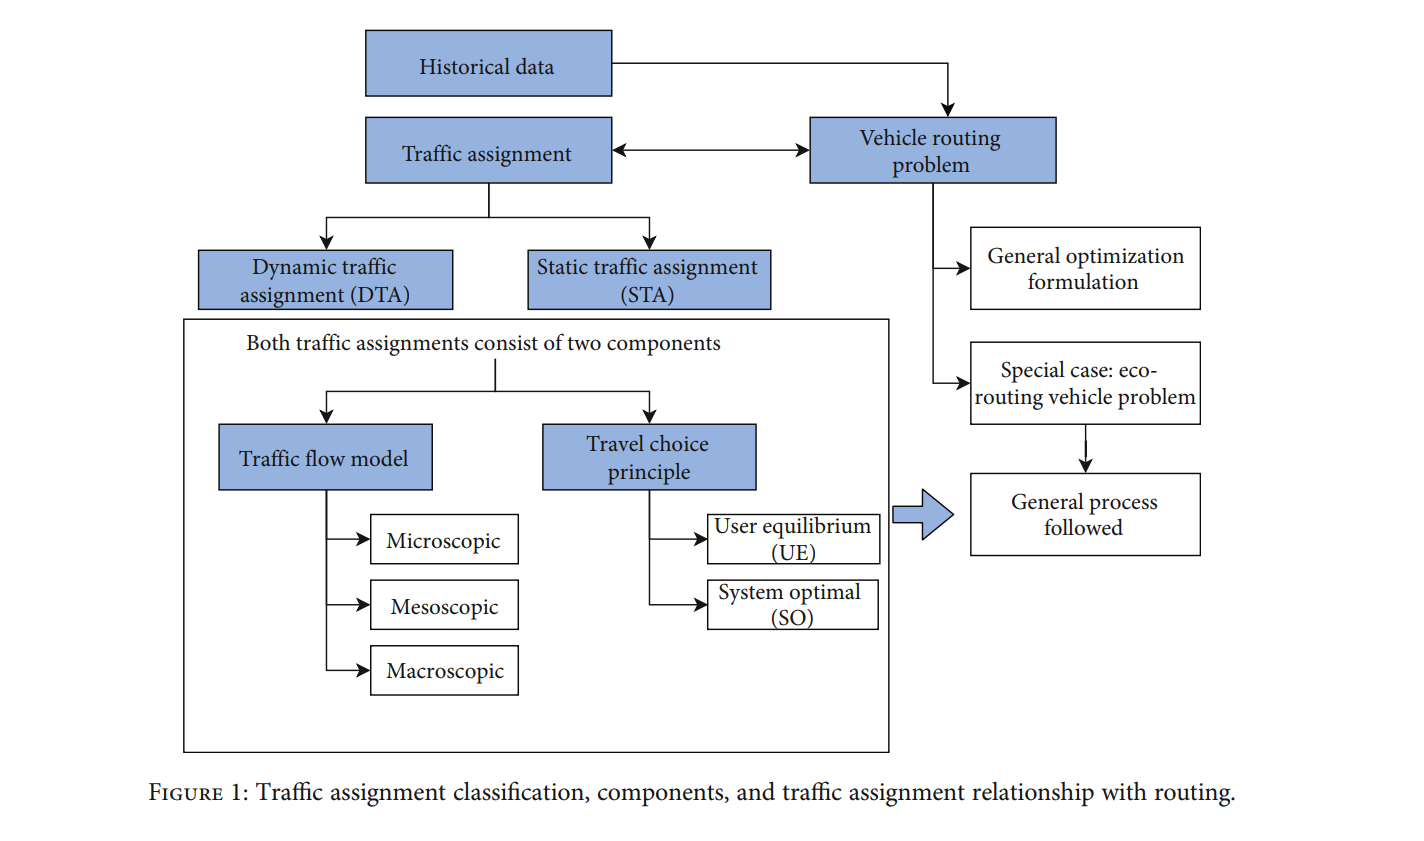 Historical data
Traffic assignment
Vehicle routing
problem
Dynamic traffic
assignment (DTA)
Static traffic assignment
(STA)
General optimization
formulation
Both traffic assignments consist of two components
Special case: eco-
routing vehicle problem
Traffic flow model
Travel choice
principle
General process
followed
Microscopic
User equilibrium
(UE)
Mesoscopic
System optimal
(SO)
Macroscopic
FIGURE 1: Traffic assignment classification, components, and traffic assignment relationship with routing.